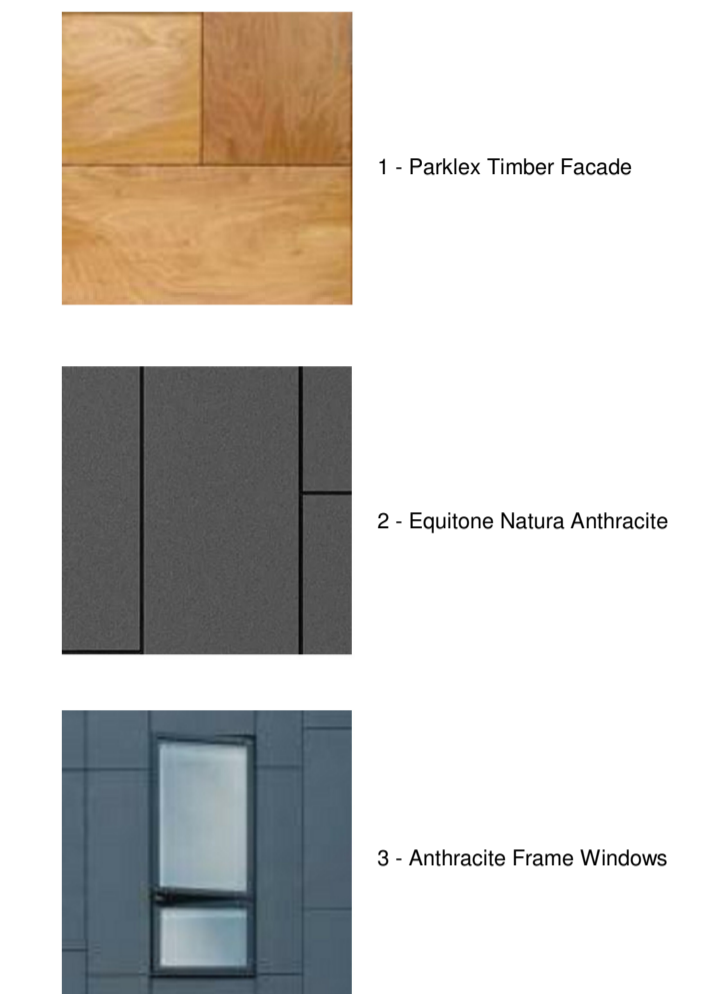 1 - Parklex Timber Facade
2 - Equitone Natura Anthracite
3 - Anthracite Frame Windows